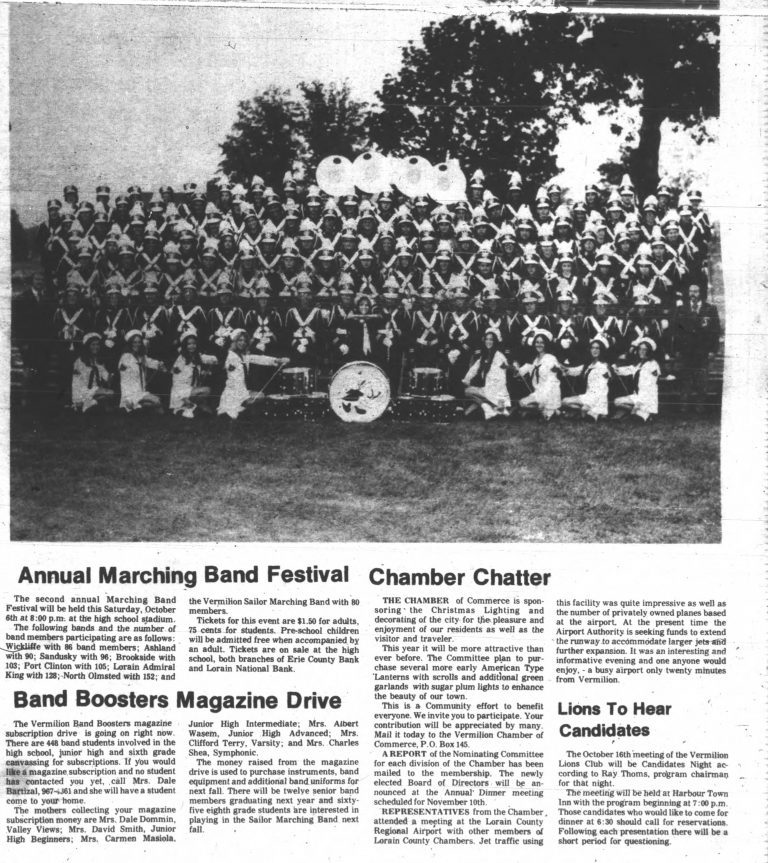 Annual Marching Band Festival
The second annual Marching Band
Festival will be held this Saturday, October
6th at 8:00 p.m. at the high school stadium.
The following bands and the number of
band members participating are as follows:
Wickliffe with 86 band members; Ashland
with 90; Sandusky with 96; Brookside with
103; Port Clinton with 105; Lorain Admiral
King with 128; North Olmsted with 152; and
the Vermilion Sailor Marching Band with 80
members.
Tickets for this event are $1.50 for adults,
75 cents for students. Pre-school children
will be admitted free when accompanied by
an adult. Tickets are on sale at the high
school, both branches of Erie County Bank
and Lorain National Bank.
Band Boosters Magazine Drive
The Vermilion Band Boosters magazine
subscription drive is going on right now.
There are 448 band students involved in the
high school, junior high and sixth grade
canvassing for subscriptions. If you would
like a magazine subscription and no student
has contacted you yet, call Mrs. Dale
Bartizal, and she will have a student
come to your home.
The mothers collecting your magazine
subscription money are Mrs. Dale Dommin,
Valley Views; Mrs. David Smith, Junior
High Beginners; Mrs. Carmen Masiola,
Junior High Intermediate; Mrs. Albert
Wasem, Junior High Advanced; Mrs.
Clifford Terry, Varsity; and Mrs. Charles
Shea, Symphonic.
The money raised from the magazine
drive is used to purchase instruments, band
equipment and additional band uniforms for
next fall. There will be twelve senior band
members graduating next year and sixty-
five eighth grade students are interested in
playing in the Sailor Marching Band next
fall.
Chamber Chatter
THE CHAMBER of Commerce is spon-
soring the Christmas Lighting and
decorating of the city for the pleasure and
enjoyment of our residents as well as the
visitor and traveler.
This year it will be more attractive than
ever before. The Committee plan to pur-
chase several more early American Type
Lanterns with scrolls and additional green
garlands with sugar plum lights to enhance
the beauty of our town.
This is a Community effort to benefit
everyone. We invite you to participate. Your
contribution will be appreciated by many.
Mail it today to the Vermilion Chamber of
Commerce, P.O. Box 145.
A REPORT of the Nominating Committee
for each division of the Chamber has been
mailed to the membership. The newly
elected Board of Directors will be an-
nounced at the Annual Dinner meeting
scheduled for November 10th.
REPRESENTATIVES from the Chamber
attended a meeting at the Lorain County
Regional Airport with other members of
Lorain County Chambers. Jet traffic using
this facility was quite impressive as well as
the number of privately owned planes based
at the airport. At the present time the
Airport Authority is seeking funds to extend
the runway to accommodate larger jets and
further expansion. It was an interesting and
informative evening and one anyone would
enjoy, - a busy airport only twenty minutes
from Vermilion.
Lions To Hear
Candidates
The October 16th meeting of the Vermilion
Lions Club will be Candidates Night ac-
cording to Ray Thoms, program chairman
for that night.
The meeting will be held at Harbour Town
Inn with the program beginning at 7:00 p.m.
Those candidates who would like to come for
dinner at 6:30 should call for reservations.
Following each presentation there will be a
short period for questioning.